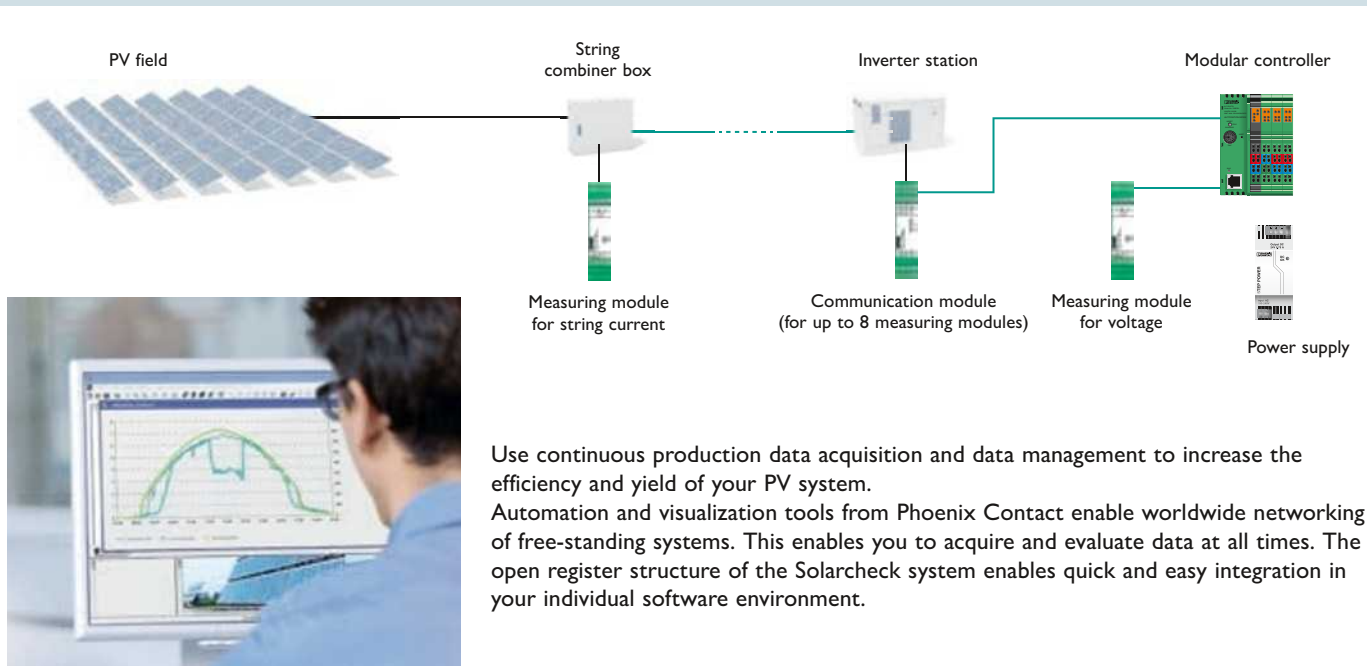 PV field
String
combiner box
Inverter station
Modular controller
Measuring module
for string current
Communication module
(for up to 8 measuring modules)
Measuring module
for voltage
STEP POWER
Power supply
Use continuous production data acquisition and data management to increase the
efficiency and yield of your PV system.
Automation and visualization tools from Phoenix Contact enable worldwide networking
of free-standing systems. This enables you to acquire and evaluate data at all times. The
open register structure of the Solarcheck system enables quick and easy integration in
your individual software environment.